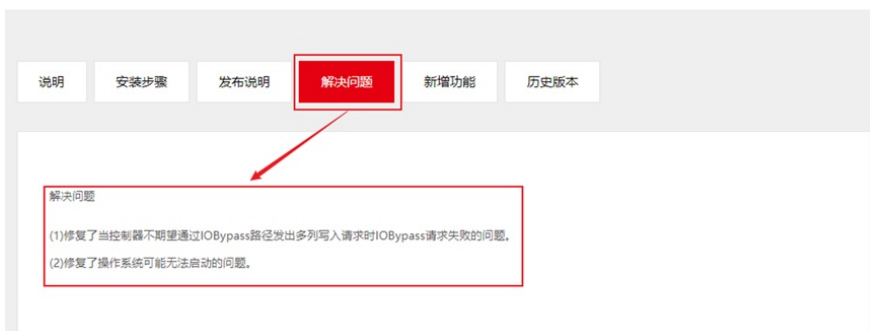 说明 安装步骤 发布说明 解决问题 新增功能 历史版本
解决问题
(1)修复了当控制器不期望通过IOBypass路径发出多列写入请求时IOBypass请求失败的问题。
(2)修复了操作系统可能无法启动的问题。